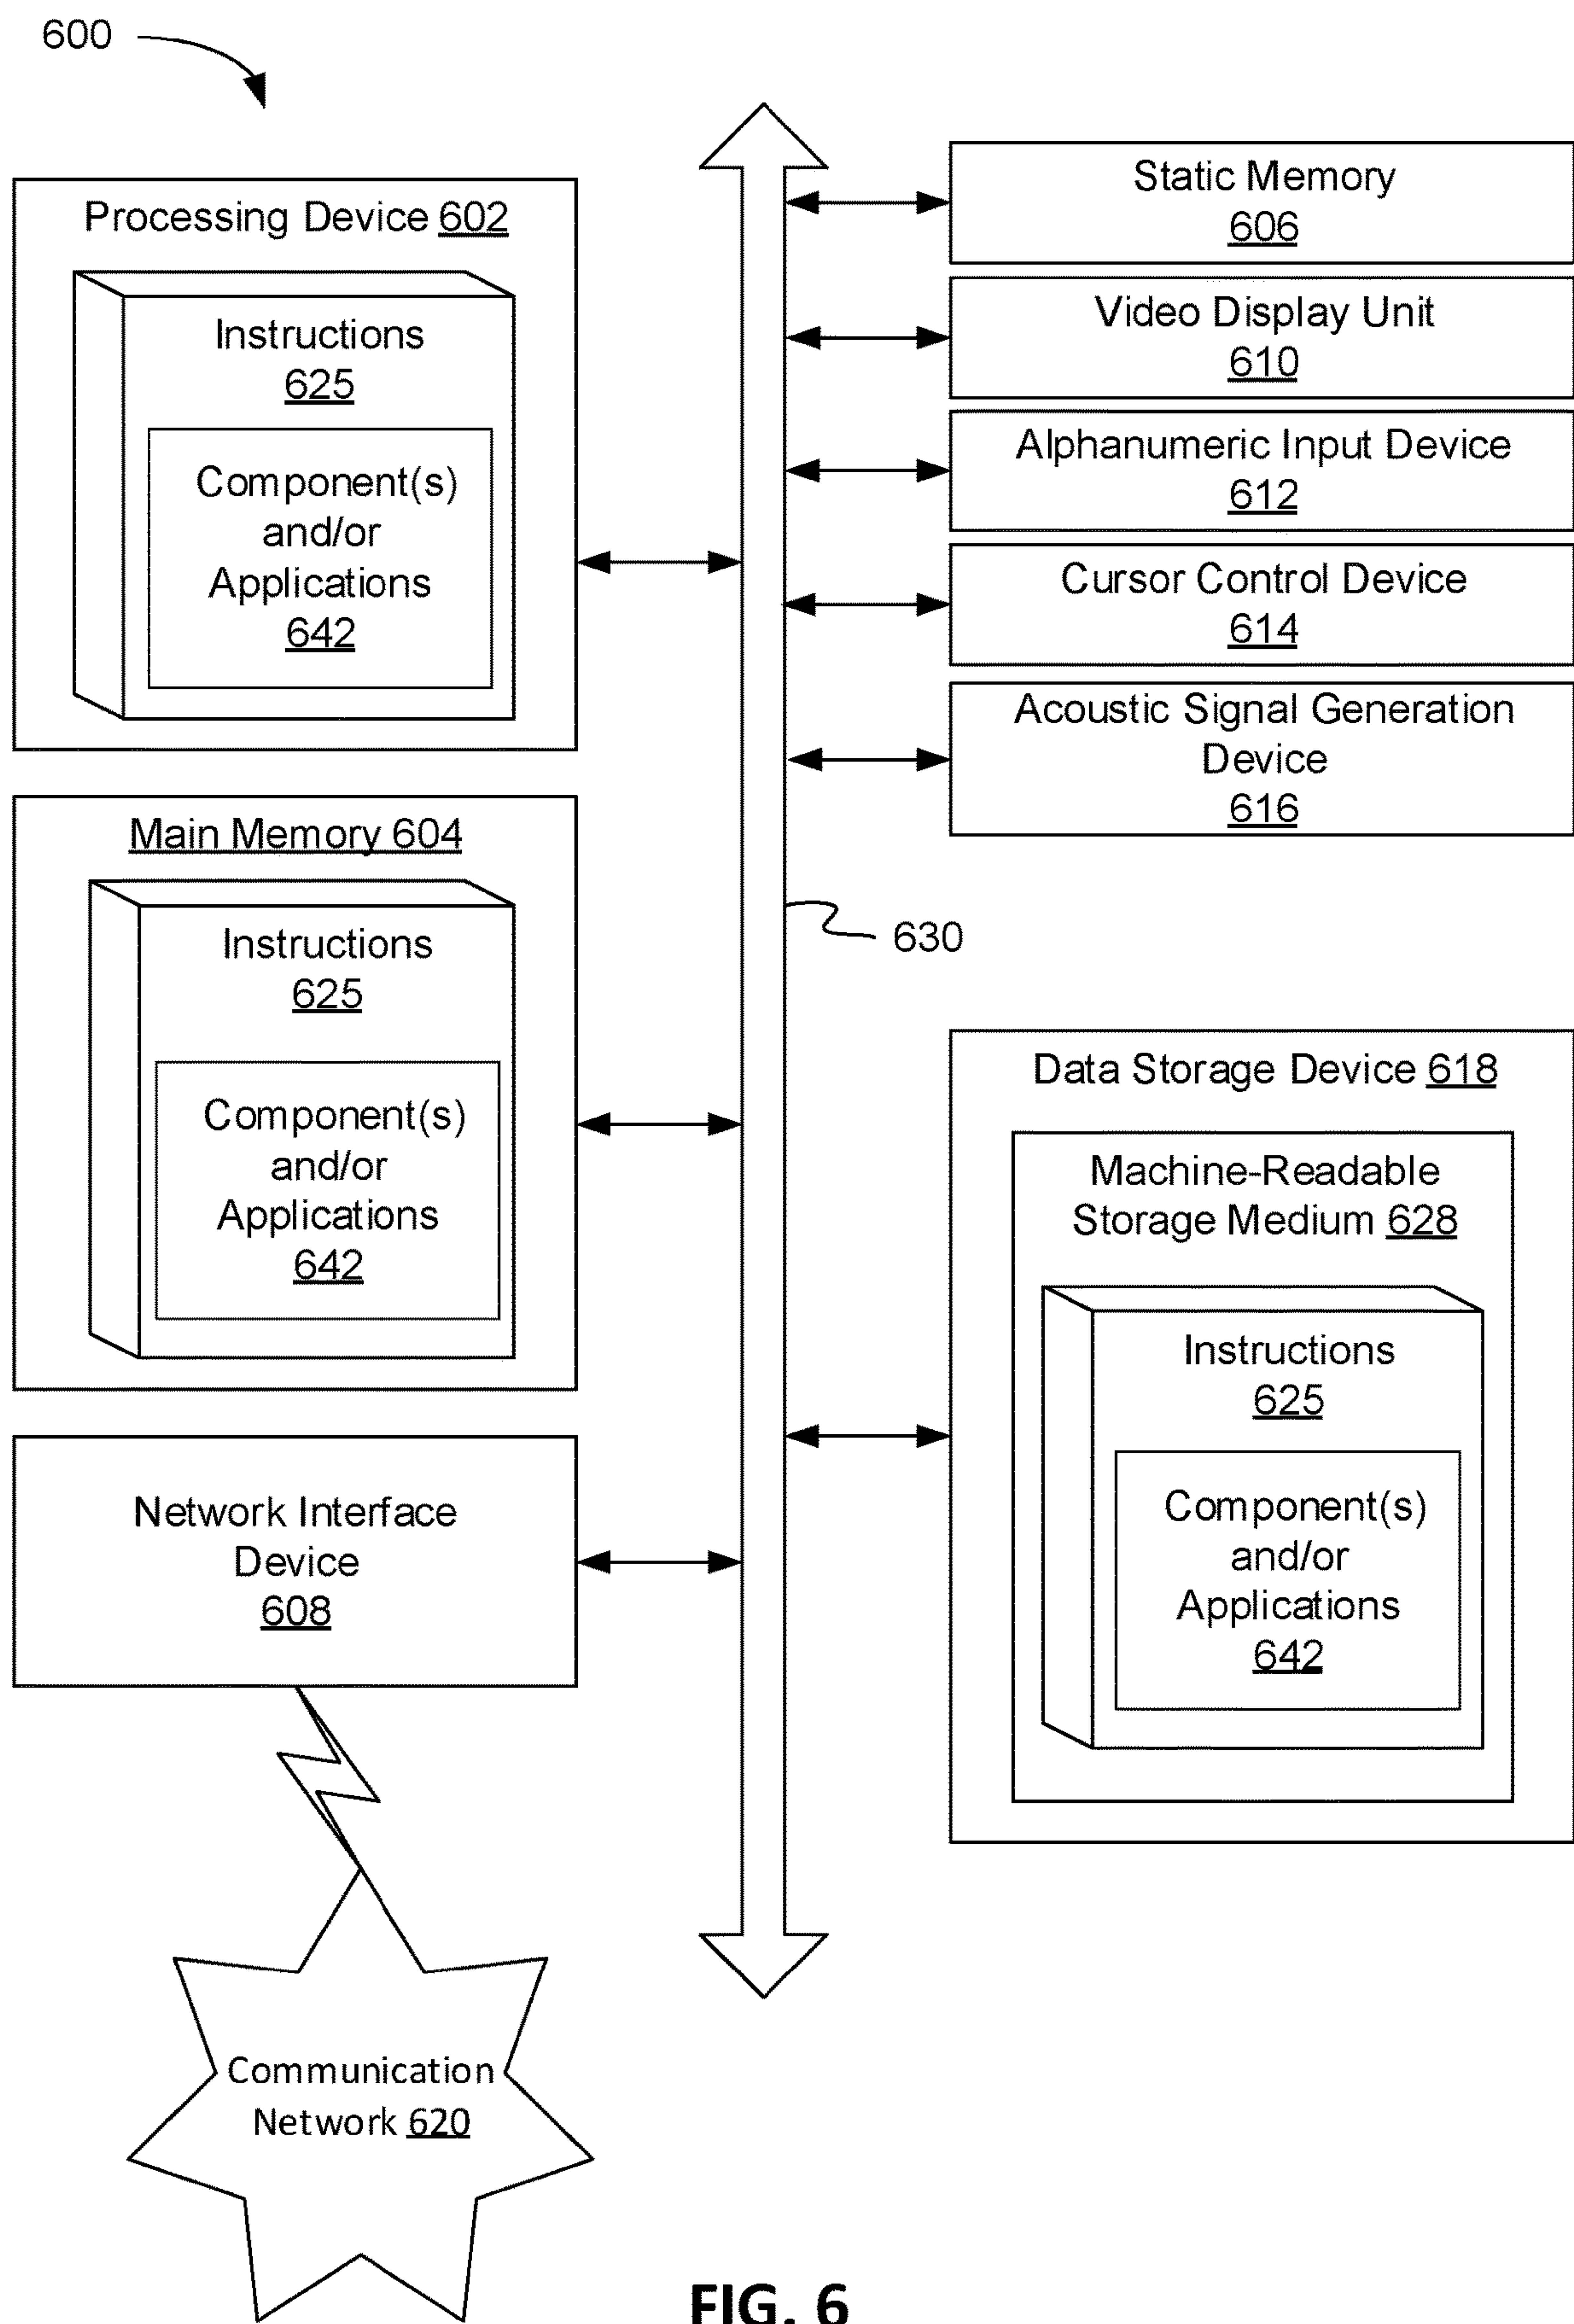 600
Processing Device 602
Instructions
625
Component(s)
and/or
Applications
642
Main Memory 604
Instructions
625
Component(s)
and/or
Applications
642
Network Interface
Device
608
Communication
Network 620
Static Memory
606
Video Display Unit
610
Alphanumeric Input Device
612
Cursor Control Device
614
Acoustic Signal Generation
Device
616
630
Data Storage Device 618
Machine-Readable
Storage Medium 628
Instructions
625
Component(s)
and/or
Applications
642
FIG. 6